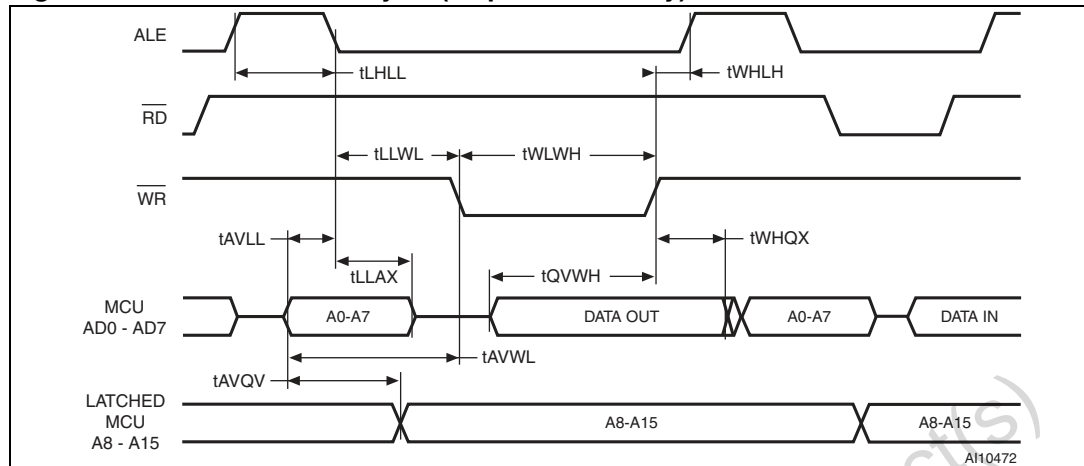 ALE
tLHLL
tWHLH
RD
tLLWL
tWLWH
WR
tAVLL
tWHQX
tLLAX
tQVWH
MCU
AD0 - AD7
A0-A7
DATA OUT
A0-A7
DATA IN
tAVWL
tAVQV
LATCHED
MCU
A8 - A15
A8-A15
A8-A15
AI10472